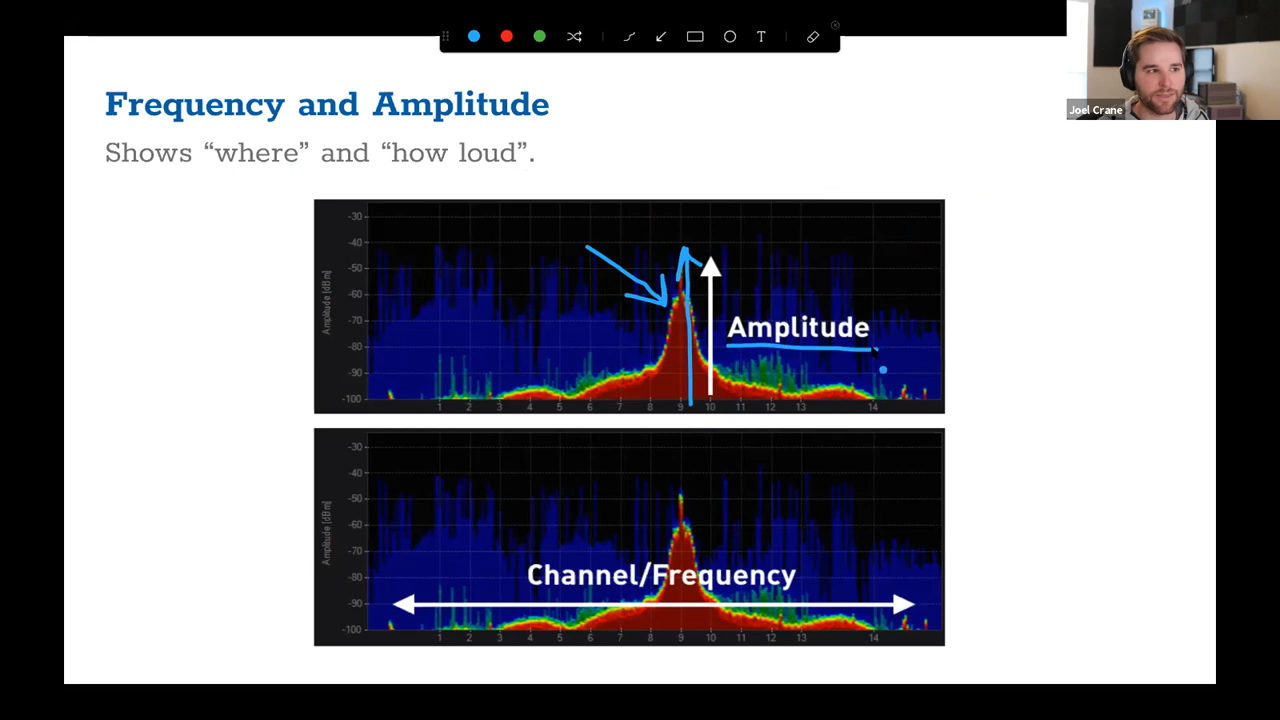 Joel Crane
Frequency and Amplitude
Shows “where” and “how loud”.
T
Amplitude [dBm]
-30
-40
-50
-60
-70
-80
-90
-100
Amplitude
1 2 3 4 5 6 7 8 9 10 11 12 13 14
Amplitude [dBm]
-30
-40
-50
-60
-70
-80
-90
-100
Channel/Frequency
1 2 3 4 5 6 7 8 9 10 11 12 13 14